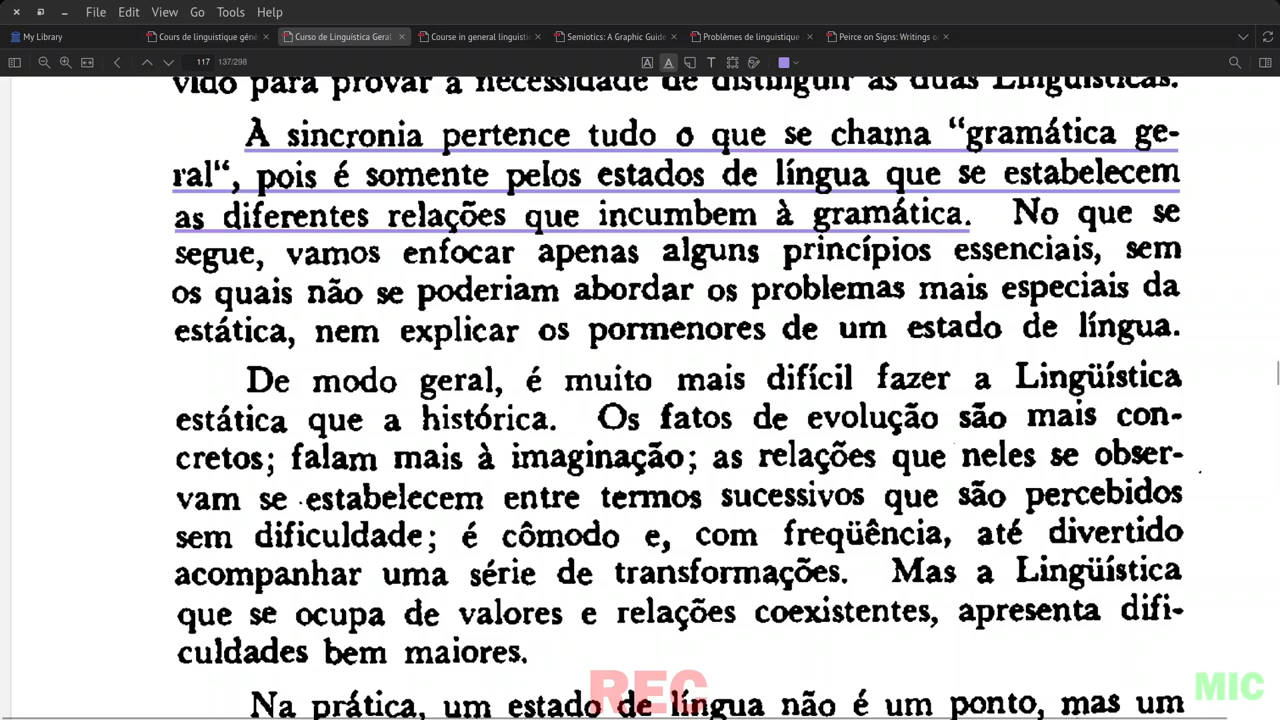 File Edit View Go Tools Help
My Library Cours de linguistique géné Curso de Linguística Geral Course in general linguisti Semiotics: A Graphic Guide Problèmes de linguistique Peirce on Signs: Writings o
117 137/298
vido para provar a necessidade de distinguir as duas Lingüísticas.
À sincronia pertence tudo o que se chama “gramática ge-
ral“, pois é somente pelos estados de língua que se estabelecem
as diferentes relações que incumbem à gramática. No que se
segue, vamos enfocar apenas alguns princípios essenciais, sem
os quais não se poderiam abordar os problemas mais especiais da
estática, nem explicar os pormenores de um estado de língua.
De modo geral, é muito mais difícil fazer a Lingüística
estática que a histórica. Os fatos de evolução são mais con-
cretos; falam mais à imaginação; as relações que neles se obser-
vam se estabelecem entre termos sucessivos que são percebidos
sem dificuldade; é cômodo e, com freqüência, até divertido
acompanhar uma série de transformações. Mas a Lingüística
que se ocupa de valores e relações coexistentes, apresenta difi-
culdades bem maiores.
REC MIC
Na prática, um estado de língua não é um ponto, mas um